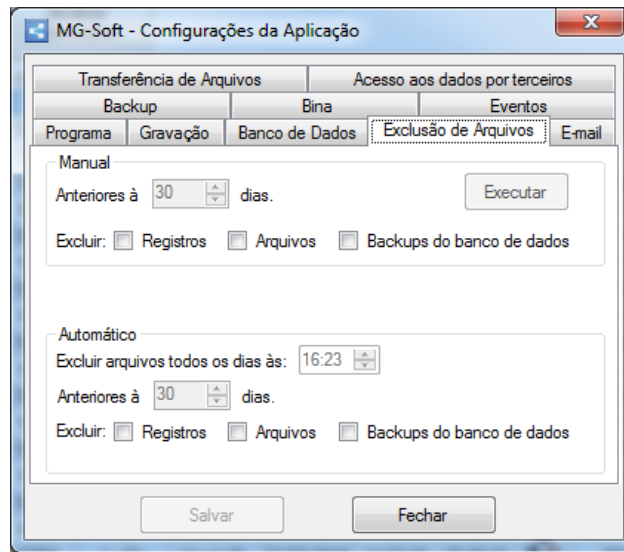 MG-Soft - Configurações da Aplicação
Transferência de Arquivos Acesso aos dados por terceiros
Backup Bina Eventos
Programa Gravação Banco de Dados Exclusão de Arquivos E-mail
Manual
Anteriores à 30 dias. Executar
Excluir: Registros Arquivos Backups do banco de dados
Automático
Excluir arquivos todos os dias às: 16:23
Anteriores à 30 dias.
Excluir: Registros Arquivos Backups do banco de dados
Salvar Fechar